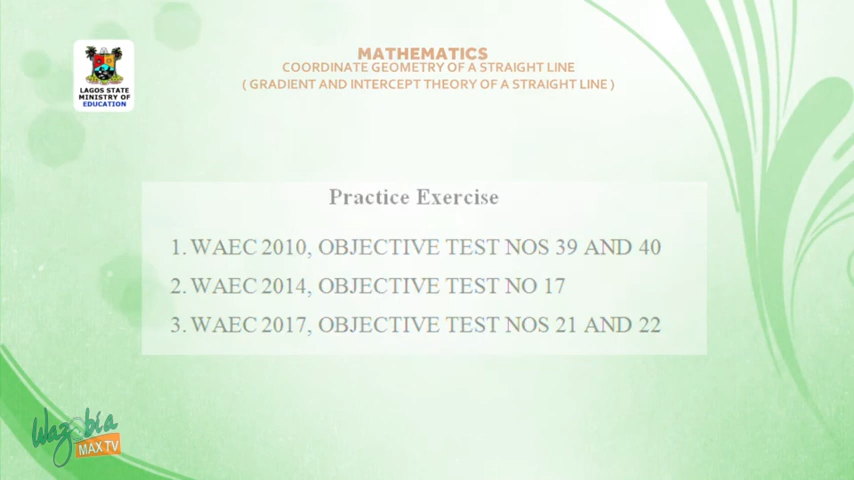 LAGOS STATE
MINISTRY OF
EDUCATION
MATHEMATICS
COORDINATE GEOMETRY OF A STRAIGHT LINE
( GRADIENT AND INTERCEPT THEORY OF A STRAIGHT LINE )
Practice Exercise
1. WAEC 2010, OBJECTIVE TEST NOS 39 AND 40
2. WAEC 2014, OBJECTIVE TEST NO 17
3. WAEC 2017, OBJECTIVE TEST NOS 21 AND 22
Wazobia
MAX TV